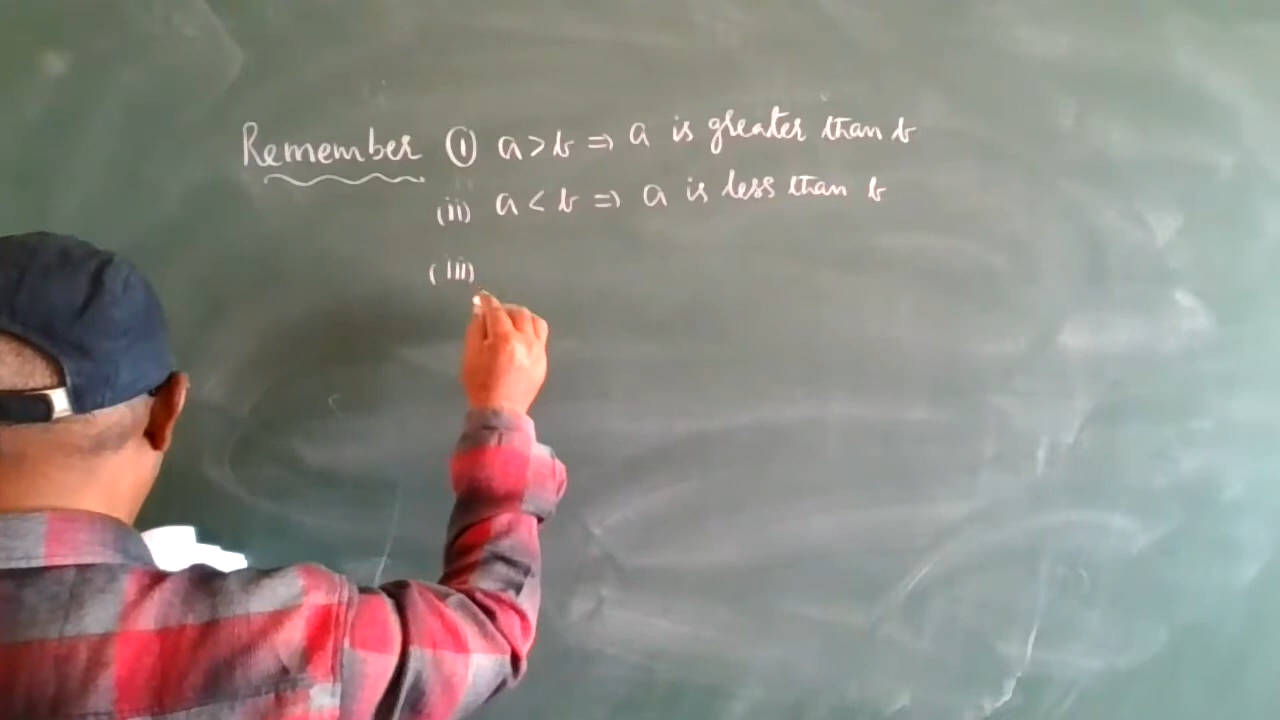 Remember (i) a > b ⇒ a is greater than b
(ii) a < b ⇒ a is less than b
(iii)